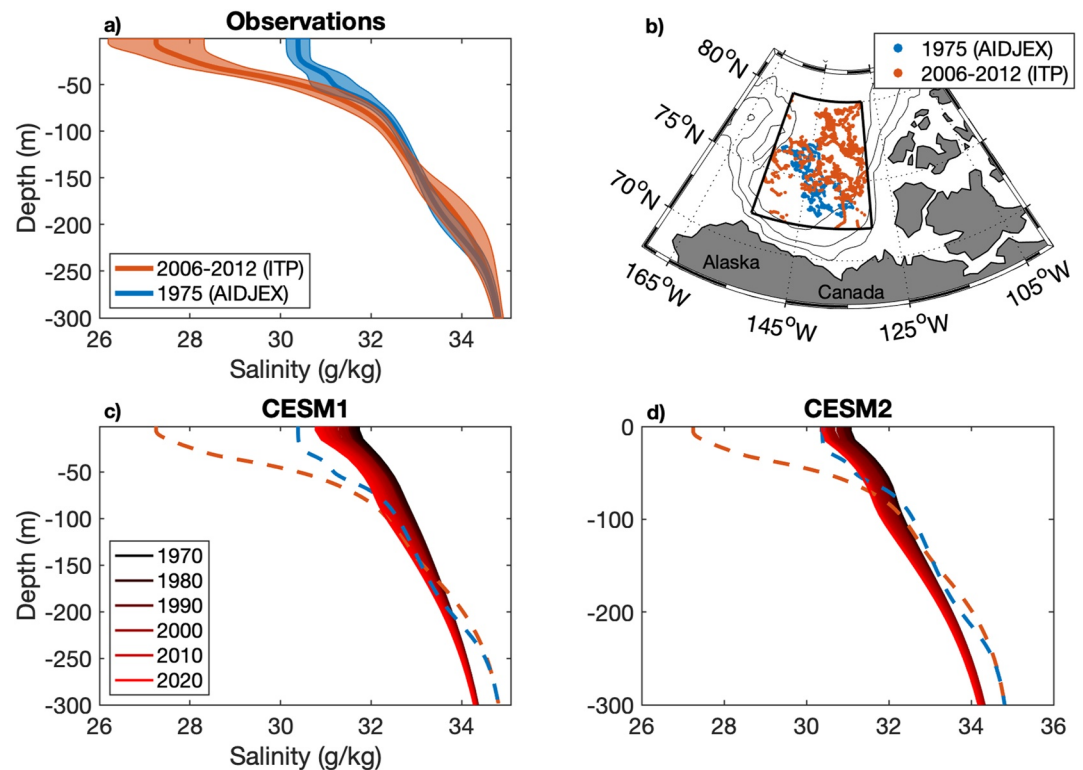 a)
Observations
0
-50
-100
-150
-200
-250
-300
Depth (m)
2006-2012 (ITP)
1975 (AIDJEX)
26 28 30 32 34
Salinity (g/kg)
b)
1975 (AIDJEX)
2006-2012 (ITP)
80°N
75°N
70°N
Alaska
Canada
165°W
145°W
125°W
105°W
c)
CESM1
0
-50
-100
-150
-200
-250
-300
Depth (m)
1970
1980
1990
2000
2010
2020
26 28 30 32 34
Salinity (g/kg)
d)
CESM2
0
-100
-200
-300
26 28 30 32 34 36